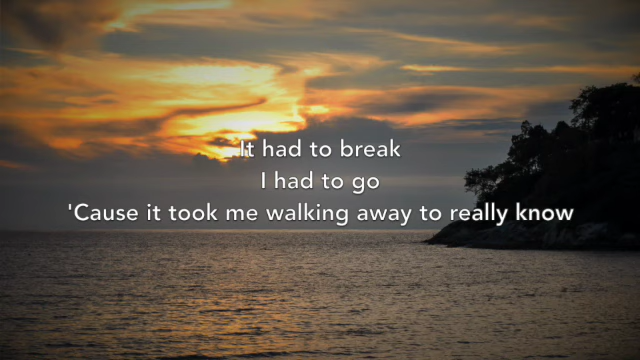 It had to break
I had to go
'Cause it took me walking away to really know